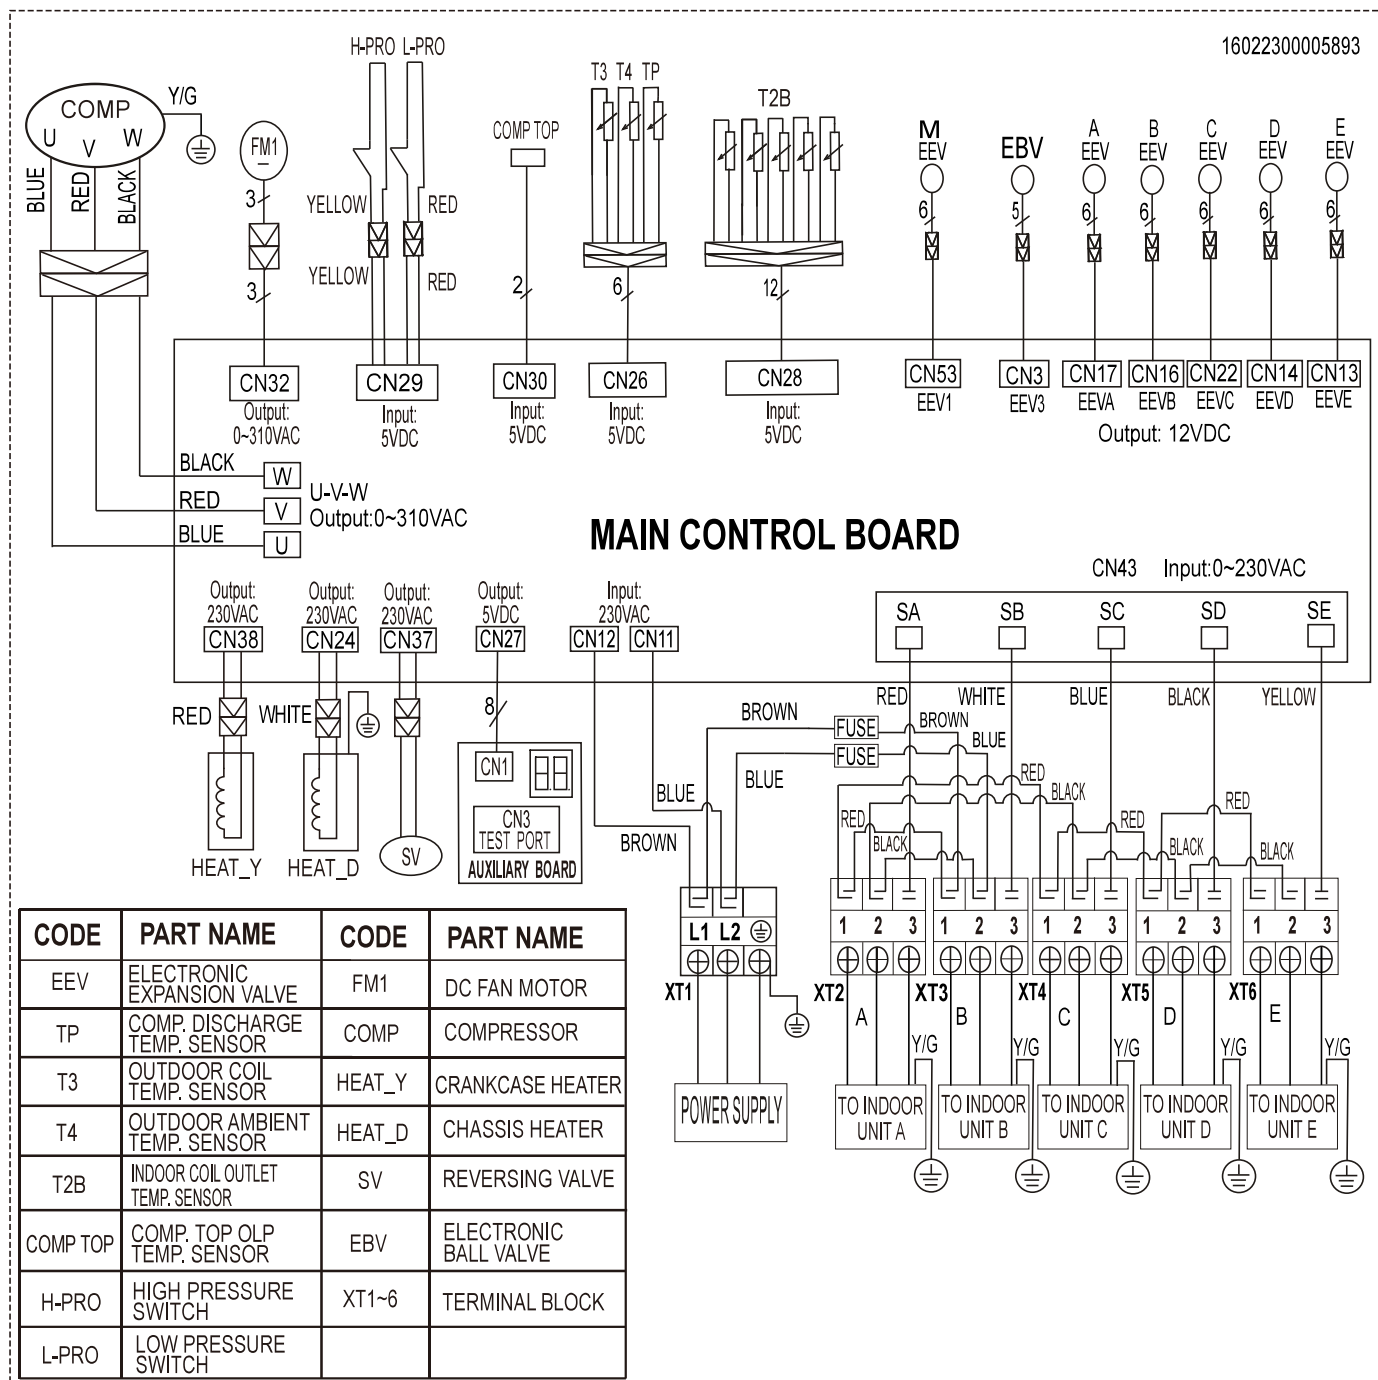 16022300005893
H-PRO L-PRO
T3 T4 TP
T2B
COMP
U V W
Y/G
FM1
COMP TOP
M
EEV
EBV
A
EEV
B
EEV
C
EEV
D
EEV
E
EEV
BLUE
RED
BLACK
3
YELLOW
RED
6
5
6
6
6
6
6
3
YELLOW
RED
2
6
12
CN32
Output:
0~310VAC
CN29
Input:
5VDC
CN30
Input:
5VDC
CN26
Input:
5VDC
CN28
Input:
5VDC
CN53
EEV1
CN3
EEV3
CN17
EEVA
CN16
EEVB
CN22
EEVC
CN14
EEVD
CN13
EEVE
Output: 12VDC
BLACK
W
RED
V
BLUE
U
U-V-W
Output:0~310VAC
MAIN CONTROL BOARD
CN43 Input:0~230VAC
SA SB SC SD SE
Output:
230VAC
CN38
Output:
230VAC
CN24
Output:
230VAC
CN37
Output:
5VDC
CN27
Input:
230VAC
CN12 CN11
RED
WHITE
8
RED
WHITE
BLUE
BLACK
YELLOW
BROWN
FUSE
BROWN
BLUE
FUSE
BLUE
BLUE
BROWN
RED
BLACK
RED
BLACK
RED
BLACK
RED
BLACK
CN1
CN3
TEST PORT
AUXILIARY BOARD
HEAT_Y
HEAT_D
SV
L1 L2
1 2 3
1 2 3
1 2 3
1 2 3
1 2 3
XT1
XT2
XT3
XT4
XT5
XT6
A
B
C
D
E
Y/G
Y/G
Y/G
Y/G
Y/G
POWER SUPPLY
TO INDOOR
UNIT A
TO INDOOR
UNIT B
TO INDOOR
UNIT C
TO INDOOR
UNIT D
TO INDOOR
UNIT E
CODE PART NAME CODE PART NAME
EEV
ELECTRONIC
EXPANSION VALVE
FM1
DC FAN MOTOR
TP
COMP. DISCHARGE
TEMP. SENSOR
COMP
COMPRESSOR
T3
OUTDOOR COIL
TEMP. SENSOR
HEAT_Y
CRANKCASE HEATER
T4
OUTDOOR AMBIENT
TEMP. SENSOR
HEAT_D
CHASSIS HEATER
T2B
INDOOR COIL OUTLET
TEMP. SENSOR
SV
REVERSING VALVE
COMP TOP
COMP. TOP OLP
TEMP. SENSOR
EBV
ELECTRONIC
BALL VALVE
H-PRO
HIGH PRESSURE
SWITCH
XT1~6
TERMINAL BLOCK
L-PRO
LOW PRESSURE
SWITCH